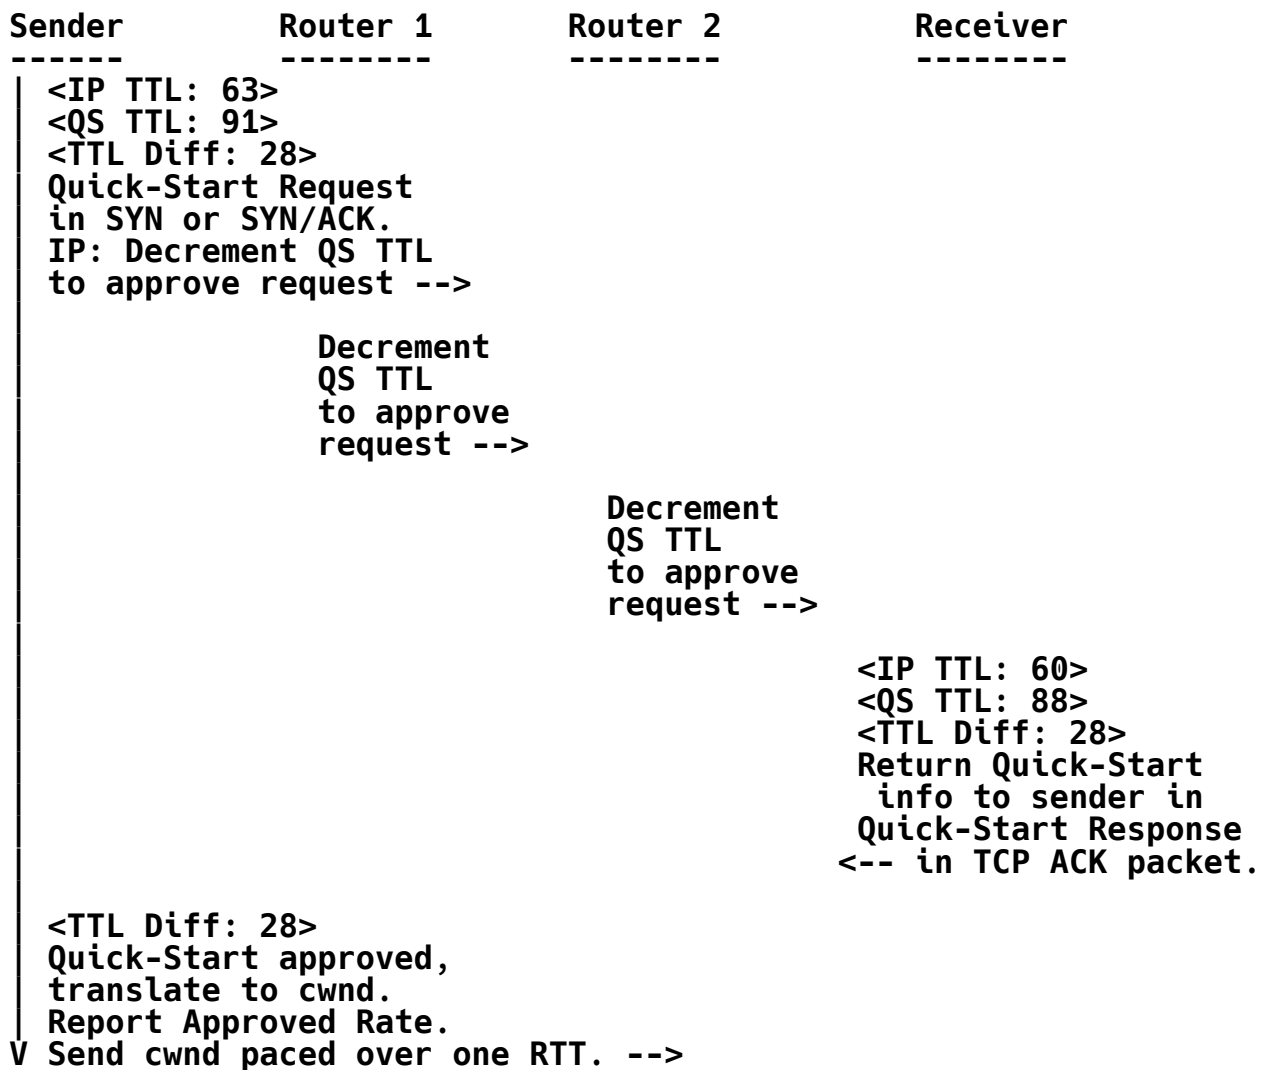 Sender        Router 1       Router 2          Receiver
------        --------       --------          --------
| <IP TTL: 63>
| <QS TTL: 91>
| <TTL Diff: 28>
| Quick-Start Request
| in SYN or SYN/ACK.
| IP: Decrement QS TTL
| to approve request -->
|
|               Decrement
|               QS TTL
|               to approve
|               request -->
|
|                              Decrement
|                              QS TTL
|                              to approve
|                              request -->
|
|                                           <IP TTL: 60>
|                                           <QS TTL: 88>
|                                           <TTL Diff: 28>
|                                           Return Quick-Start
|                                            info to sender in
|                                           Quick-Start Response
|                                          <-- in TCP ACK packet.
|
| <TTL Diff: 28>
| Quick-Start approved,
| translate to cwnd.
| Report Approved Rate.
V Send cwnd paced over one RTT. -->